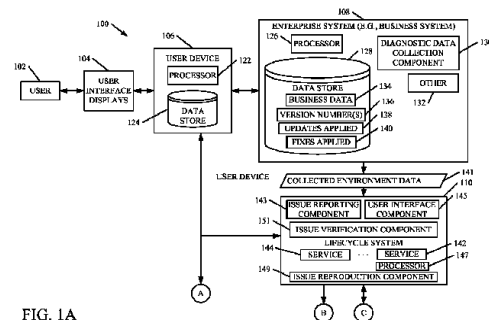 100
108
ENTERPRISE SYSTEM (E.G., BUSINESS SYSTEM)
106
126
PROCESSOR
128
DIAGNOSTIC DATA
COLLECTION
COMPONENT
130
104
USER DEVICE
122
102
USER
USER
INTERFACE
DISPLAYS
PROCESSOR
124
DATA
STORE
DATA STORE
BUSINESS DATA
134
VERSION NUMBER(S)
136
UPDATES APPLIED
138
FIXES APPLIED
140
OTHER
132
USER DEVICE
141
COLLECTED ENVIRONMENT DATA
110
143
ISSUE REPORTING
COMPONENT
USER INTERFACE
COMPONENT
145
151
ISSUE VERIFICATION COMPONENT
LIFECYCLE SYSTEM
144
SERVICE
...
SERVICE
142
PROCESSOR
147
149
ISSUE REPRODUCTION COMPONENT
A
B
C
FIG. 1A